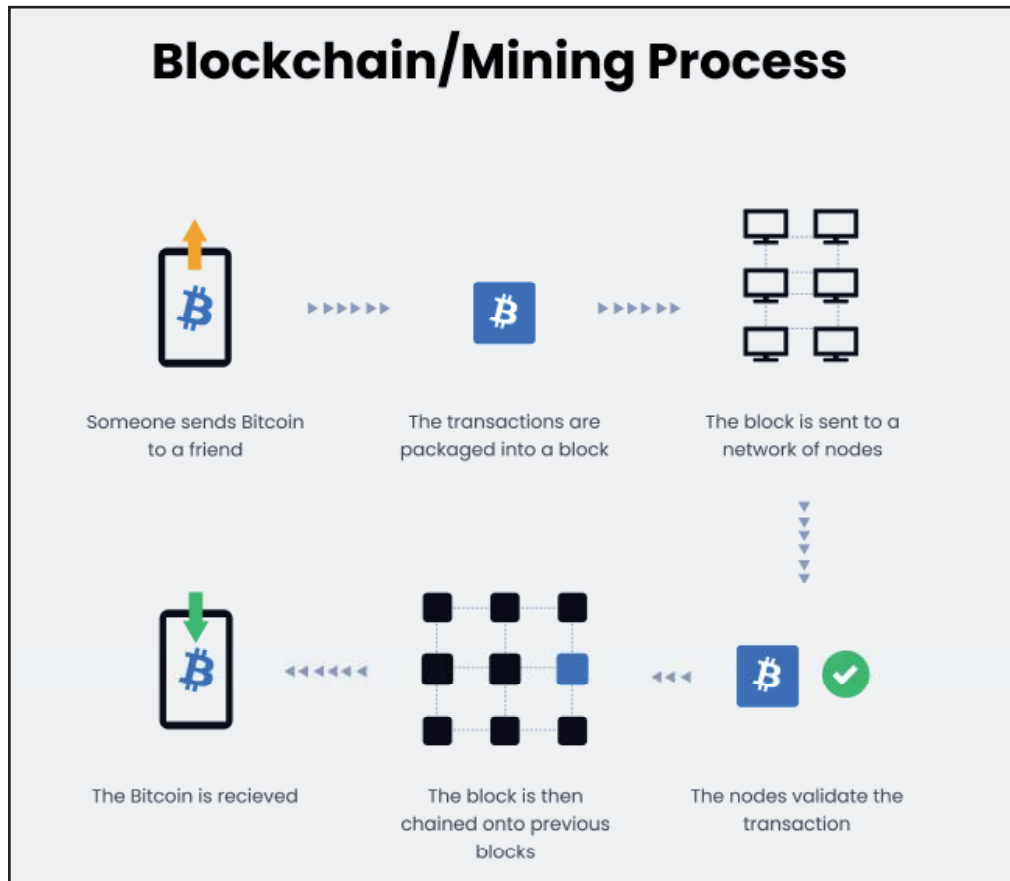 Blockchain/Mining Process
Someone sends Bitcoin
to a friend
The transactions are
packaged into a block
The block is sent to a
network of nodes
The nodes validate the
transaction
The block is then
chained onto previous
blocks
The Bitcoin is recieved